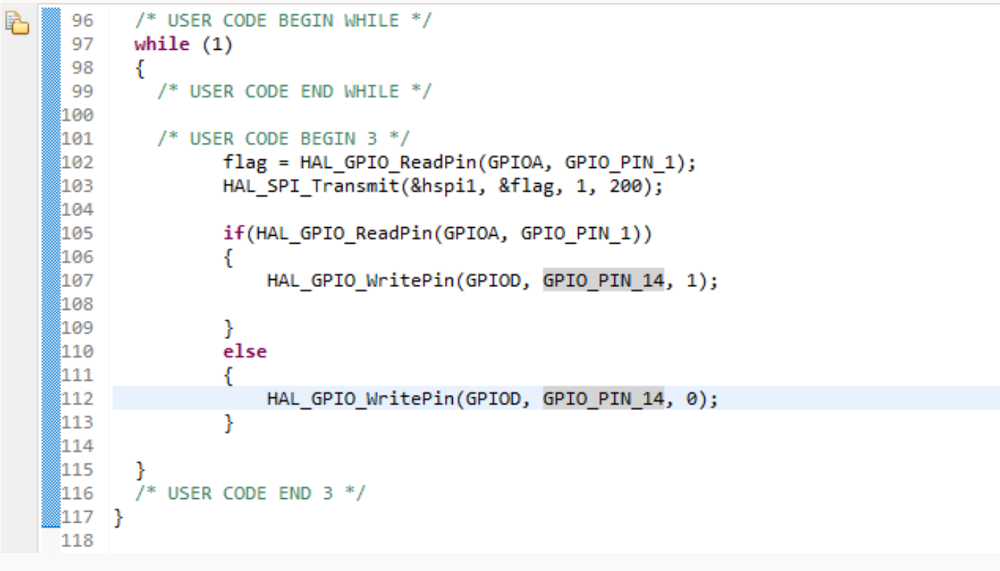 96 /* USER CODE BEGIN WHILE */
97 while (1)
98 {
99 /* USER CODE END WHILE */
100
101 /* USER CODE BEGIN 3 */
102 flag = HAL_GPIO_ReadPin(GPIOA, GPIO_PIN_1);
103 HAL_SPI_Transmit(&hspi1, &flag, 1, 200);
104
105 if(HAL_GPIO_ReadPin(GPIOA, GPIO_PIN_1))
106 {
107 HAL_GPIO_WritePin(GPIOD, GPIO_PIN_14, 1);
108
109 }
110 else
111 {
112 HAL_GPIO_WritePin(GPIOD, GPIO_PIN_14, 0);
113 }
114
115 }
116 /* USER CODE END 3 */
117 }
118